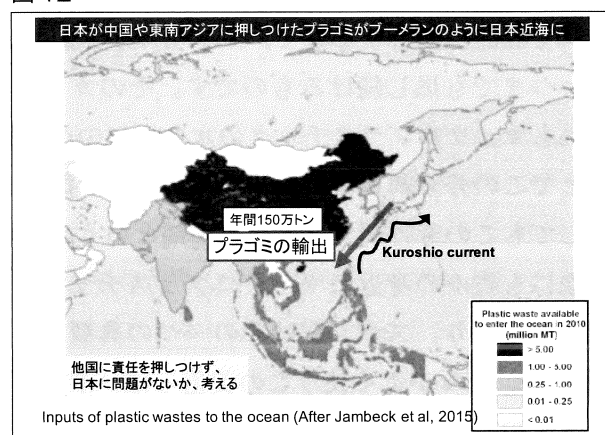 日本が中国や東南アジアに押しつけたプラゴミがブーメランのように日本近海に
年間150万トン
プラゴミの輸出
Kuroshio current
他国に責任を押しつけず、
日本に問題がないか、考える
Plastic waste available
to enter the ocean in 2010
(million MT)
> 5.00
1.00 - 5.00
0.25 - 1.00
0.01 - 0.25
< 0.01
Inputs of plastic wastes to the ocean (After Jambeck et al, 2015)